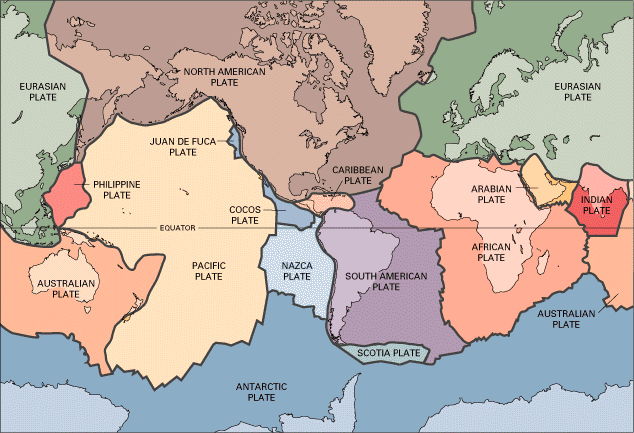 NORTH AMERICAN
PLATE
EURASIAN
PLATE
EURASIAN
PLATE
JUAN DE FUCA
PLATE
CARIBBEAN
PLATE
PHILIPPINE
PLATE
ARABIAN
PLATE
INDIAN
PLATE
COCOS
PLATE
EQUATOR
AFRICAN
PLATE
PACIFIC
PLATE
NAZCA
PLATE
SOUTH AMERICAN
PLATE
AUSTRALIAN
PLATE
AUSTRALIAN
PLATE
SCOTIA PLATE
ANTARCTIC
PLATE